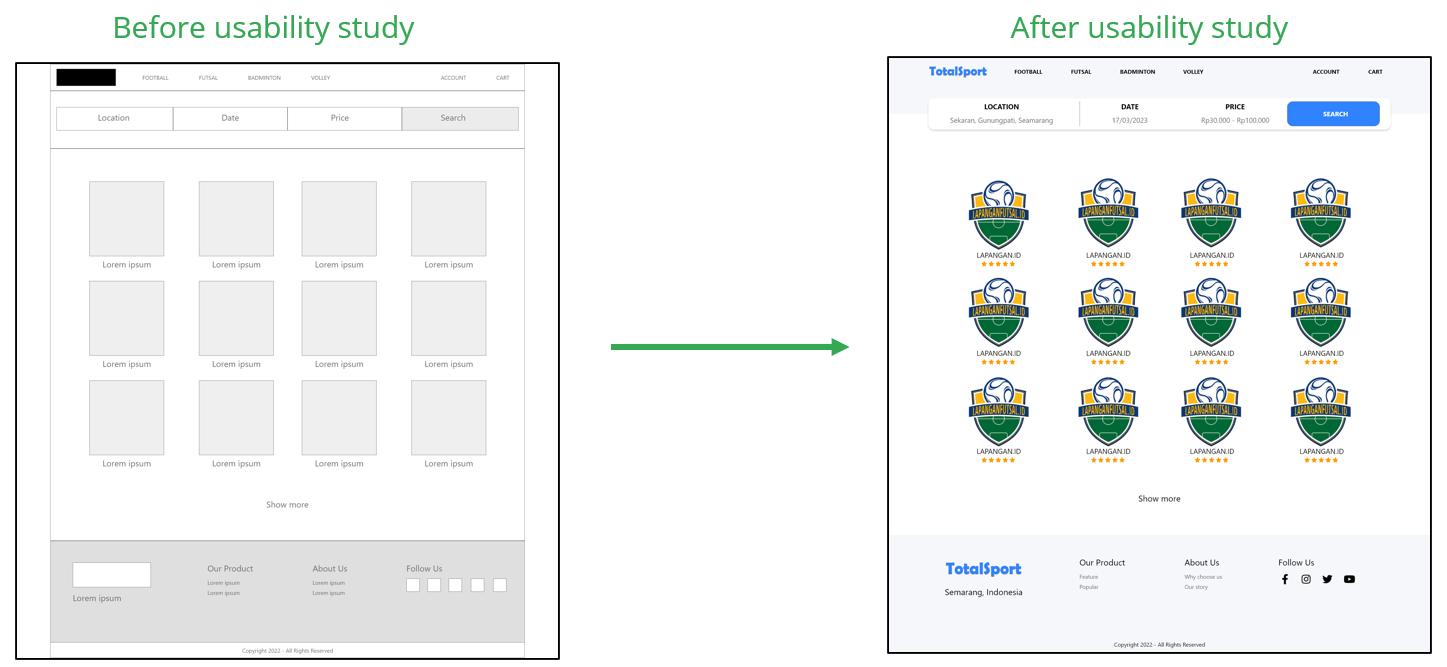 Before usability study
After usability study
FOOTBALL FUTSAL BADMINTON VOLLEY ACCOUNT CART
Location Date Price Search
Lorem ipsum Lorem ipsum Lorem ipsum Lorem ipsum
Lorem ipsum Lorem ipsum Lorem ipsum Lorem ipsum
Lorem ipsum Lorem ipsum Lorem ipsum Lorem ipsum
Show more
Our Product About Us Follow Us
Lorem ipsum Lorem ipsum
Lorem ipsum Lorem ipsum
Lorem ipsum
Copyright 2022 - All Rights Reserved
TotalSport FOOTBALL FUTSAL BADMINTON VOLLEY ACCOUNT CART
LOCATION DATE PRICE
SEARCH
Sekaran, Gunungpati, Seamarang 17/03/2023 Rp30.000 - Rp100.000
LAPANGANFUTSAL.ID LAPANGANFUTSAL.ID LAPANGANFUTSAL.ID LAPANGANFUTSAL.ID
LAPANGAN.ID LAPANGAN.ID LAPANGAN.ID LAPANGAN.ID
LAPANGANFUTSAL.ID LAPANGANFUTSAL.ID LAPANGANFUTSAL.ID LAPANGANFUTSAL.ID
LAPANGAN.ID LAPANGAN.ID LAPANGAN.ID LAPANGAN.ID
LAPANGANFUTSAL.ID LAPANGANFUTSAL.ID LAPANGANFUTSAL.ID LAPANGANFUTSAL.ID
LAPANGAN.ID LAPANGAN.ID LAPANGAN.ID LAPANGAN.ID
Show more
TotalSport Our Product About Us Follow Us
Feature Why choose us
Popular Our story
Semarang, Indonesia
Copyright 2022 - All Rights Reserved